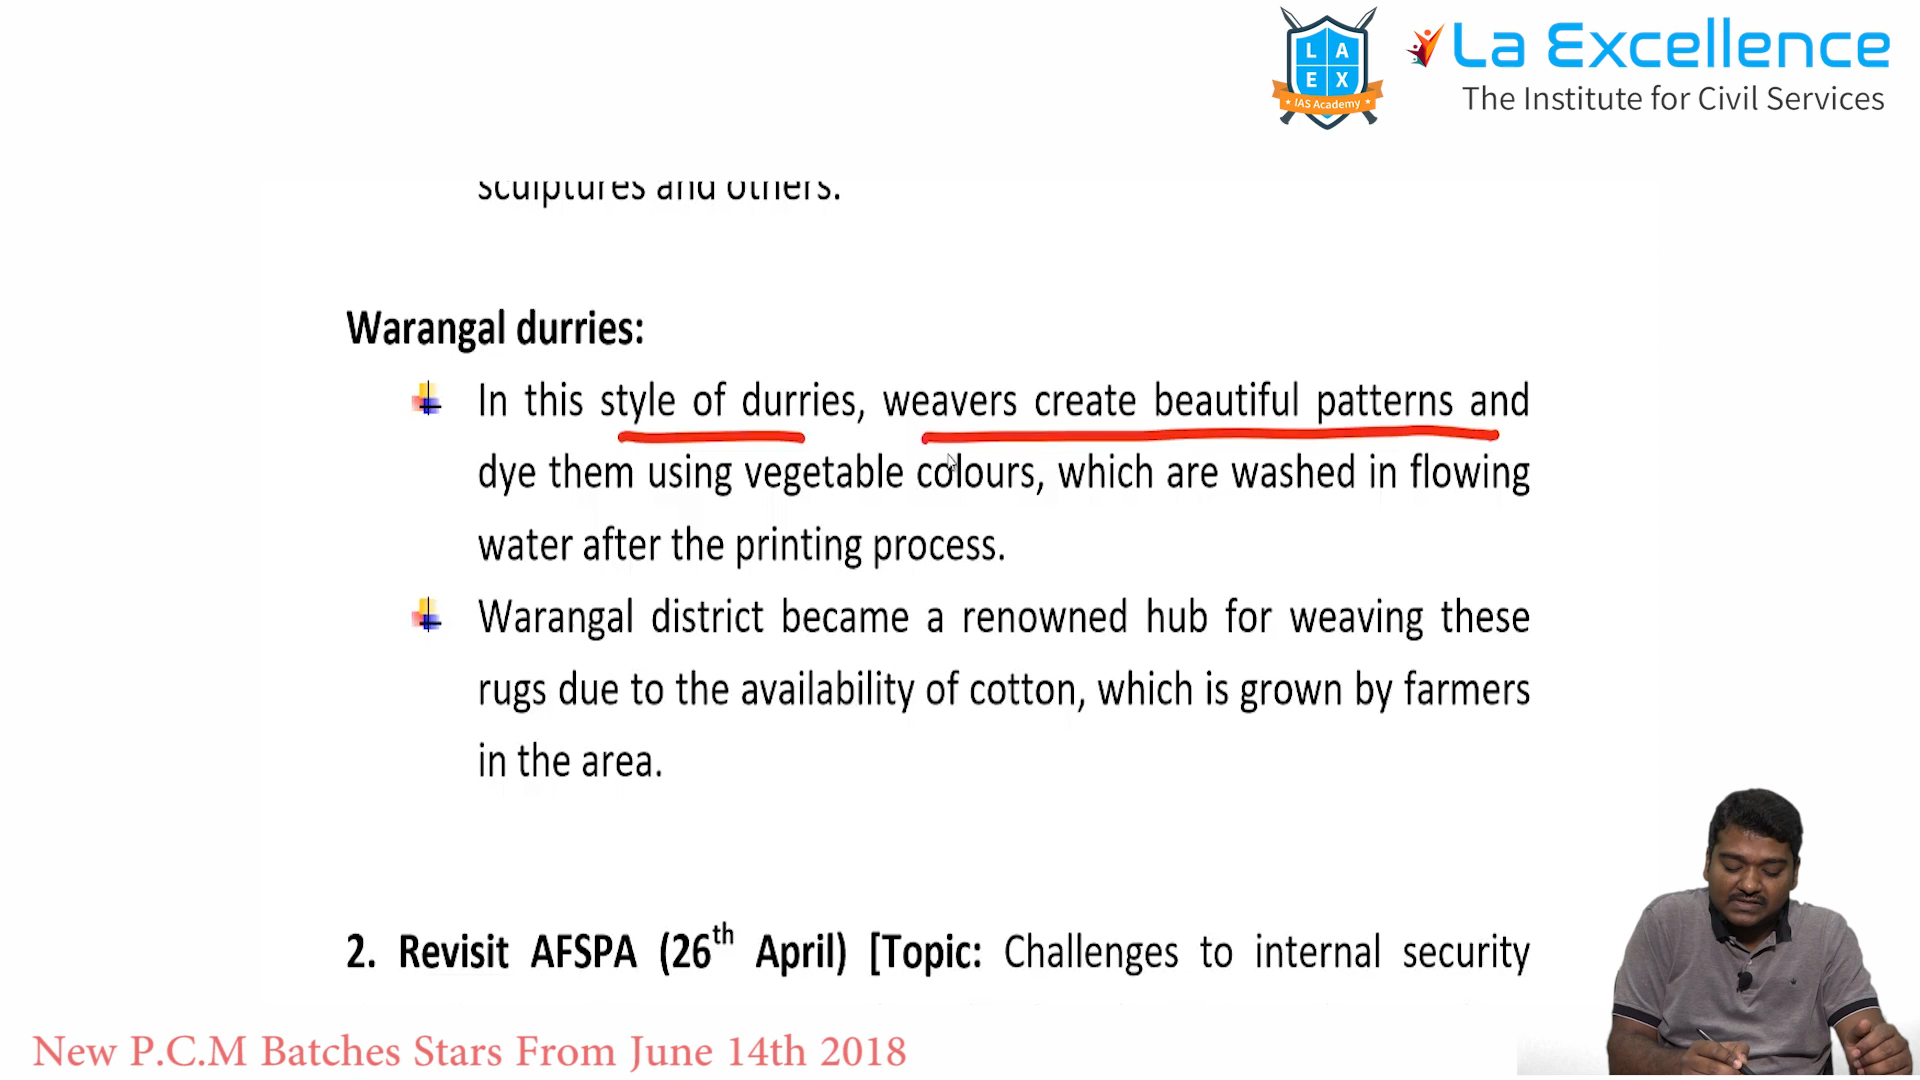 L A
E X
IAS Academy
La Excellence
The Institute for Civil Services
sculptures and others.
Warangal durries:
In this style of durries, weavers create beautiful patterns and
dye them using vegetable colours, which are washed in flowing
water after the printing process.
Warangal district became a renowned hub for weaving these
rugs due to the availability of cotton, which is grown by farmers
in the area.
2. Revisit AFSPA (26th April) [Topic: Challenges to internal security
New P.C.M Batches Stars From June 14th 2018